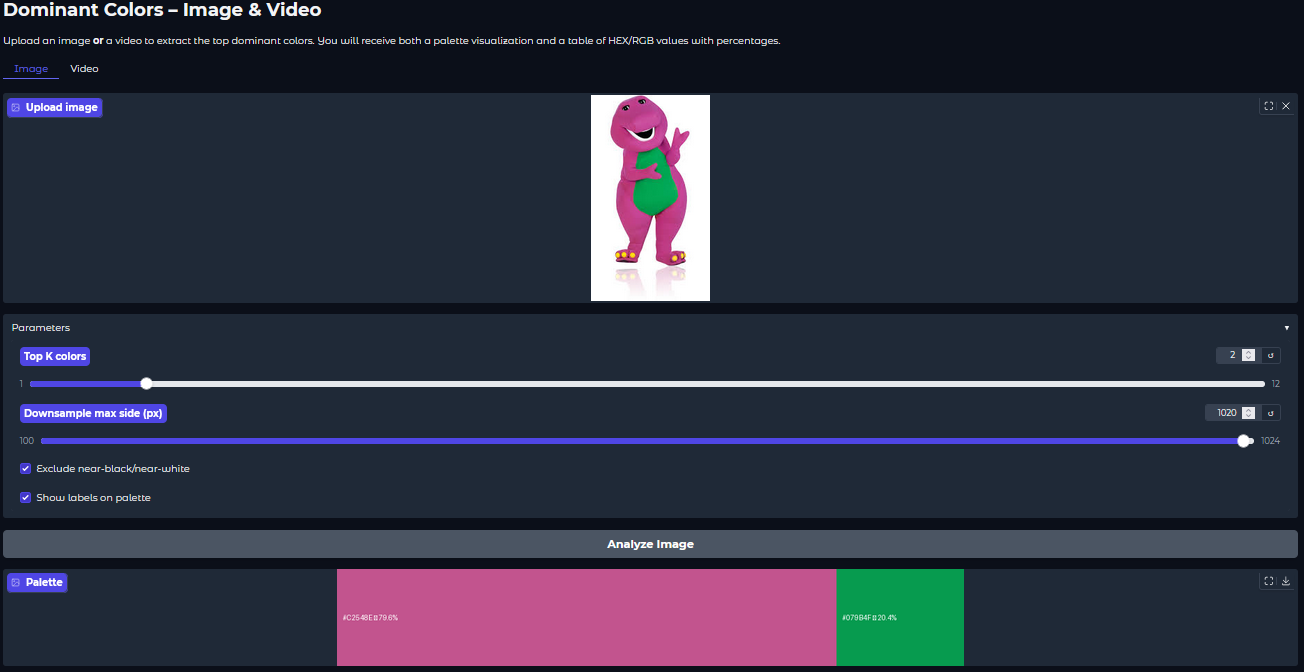 Dominant Colors – Image & Video
Upload an image or a video to extract the top dominant colors. You will receive both a palette visualization and a table of HEX/RGB values with percentages.
Image Video
Upload image
Parameters
Top K colors 2
1 12
Downsample max side (px) 1020
100 1024
Exclude near-black/near-white
Show labels on palette
Analyze Image
Palette
#C2548E▯79.6% #079B4F▯20.4%